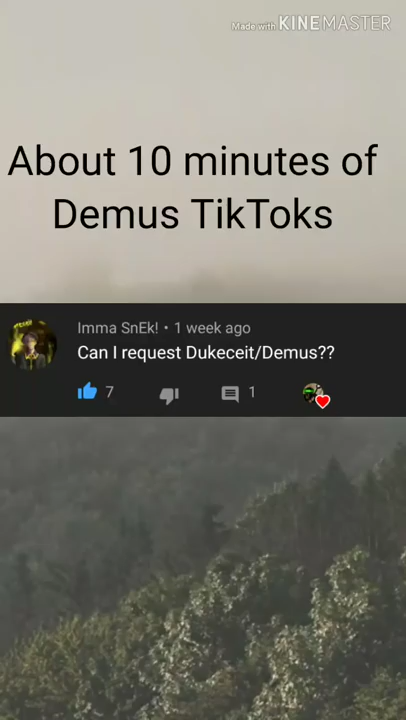 Made with KINEMASTER
About 10 minutes of
Demus TikToks
Imma SnEk! • 1 week ago
Can I request Dukeceit/Demus??
7
1